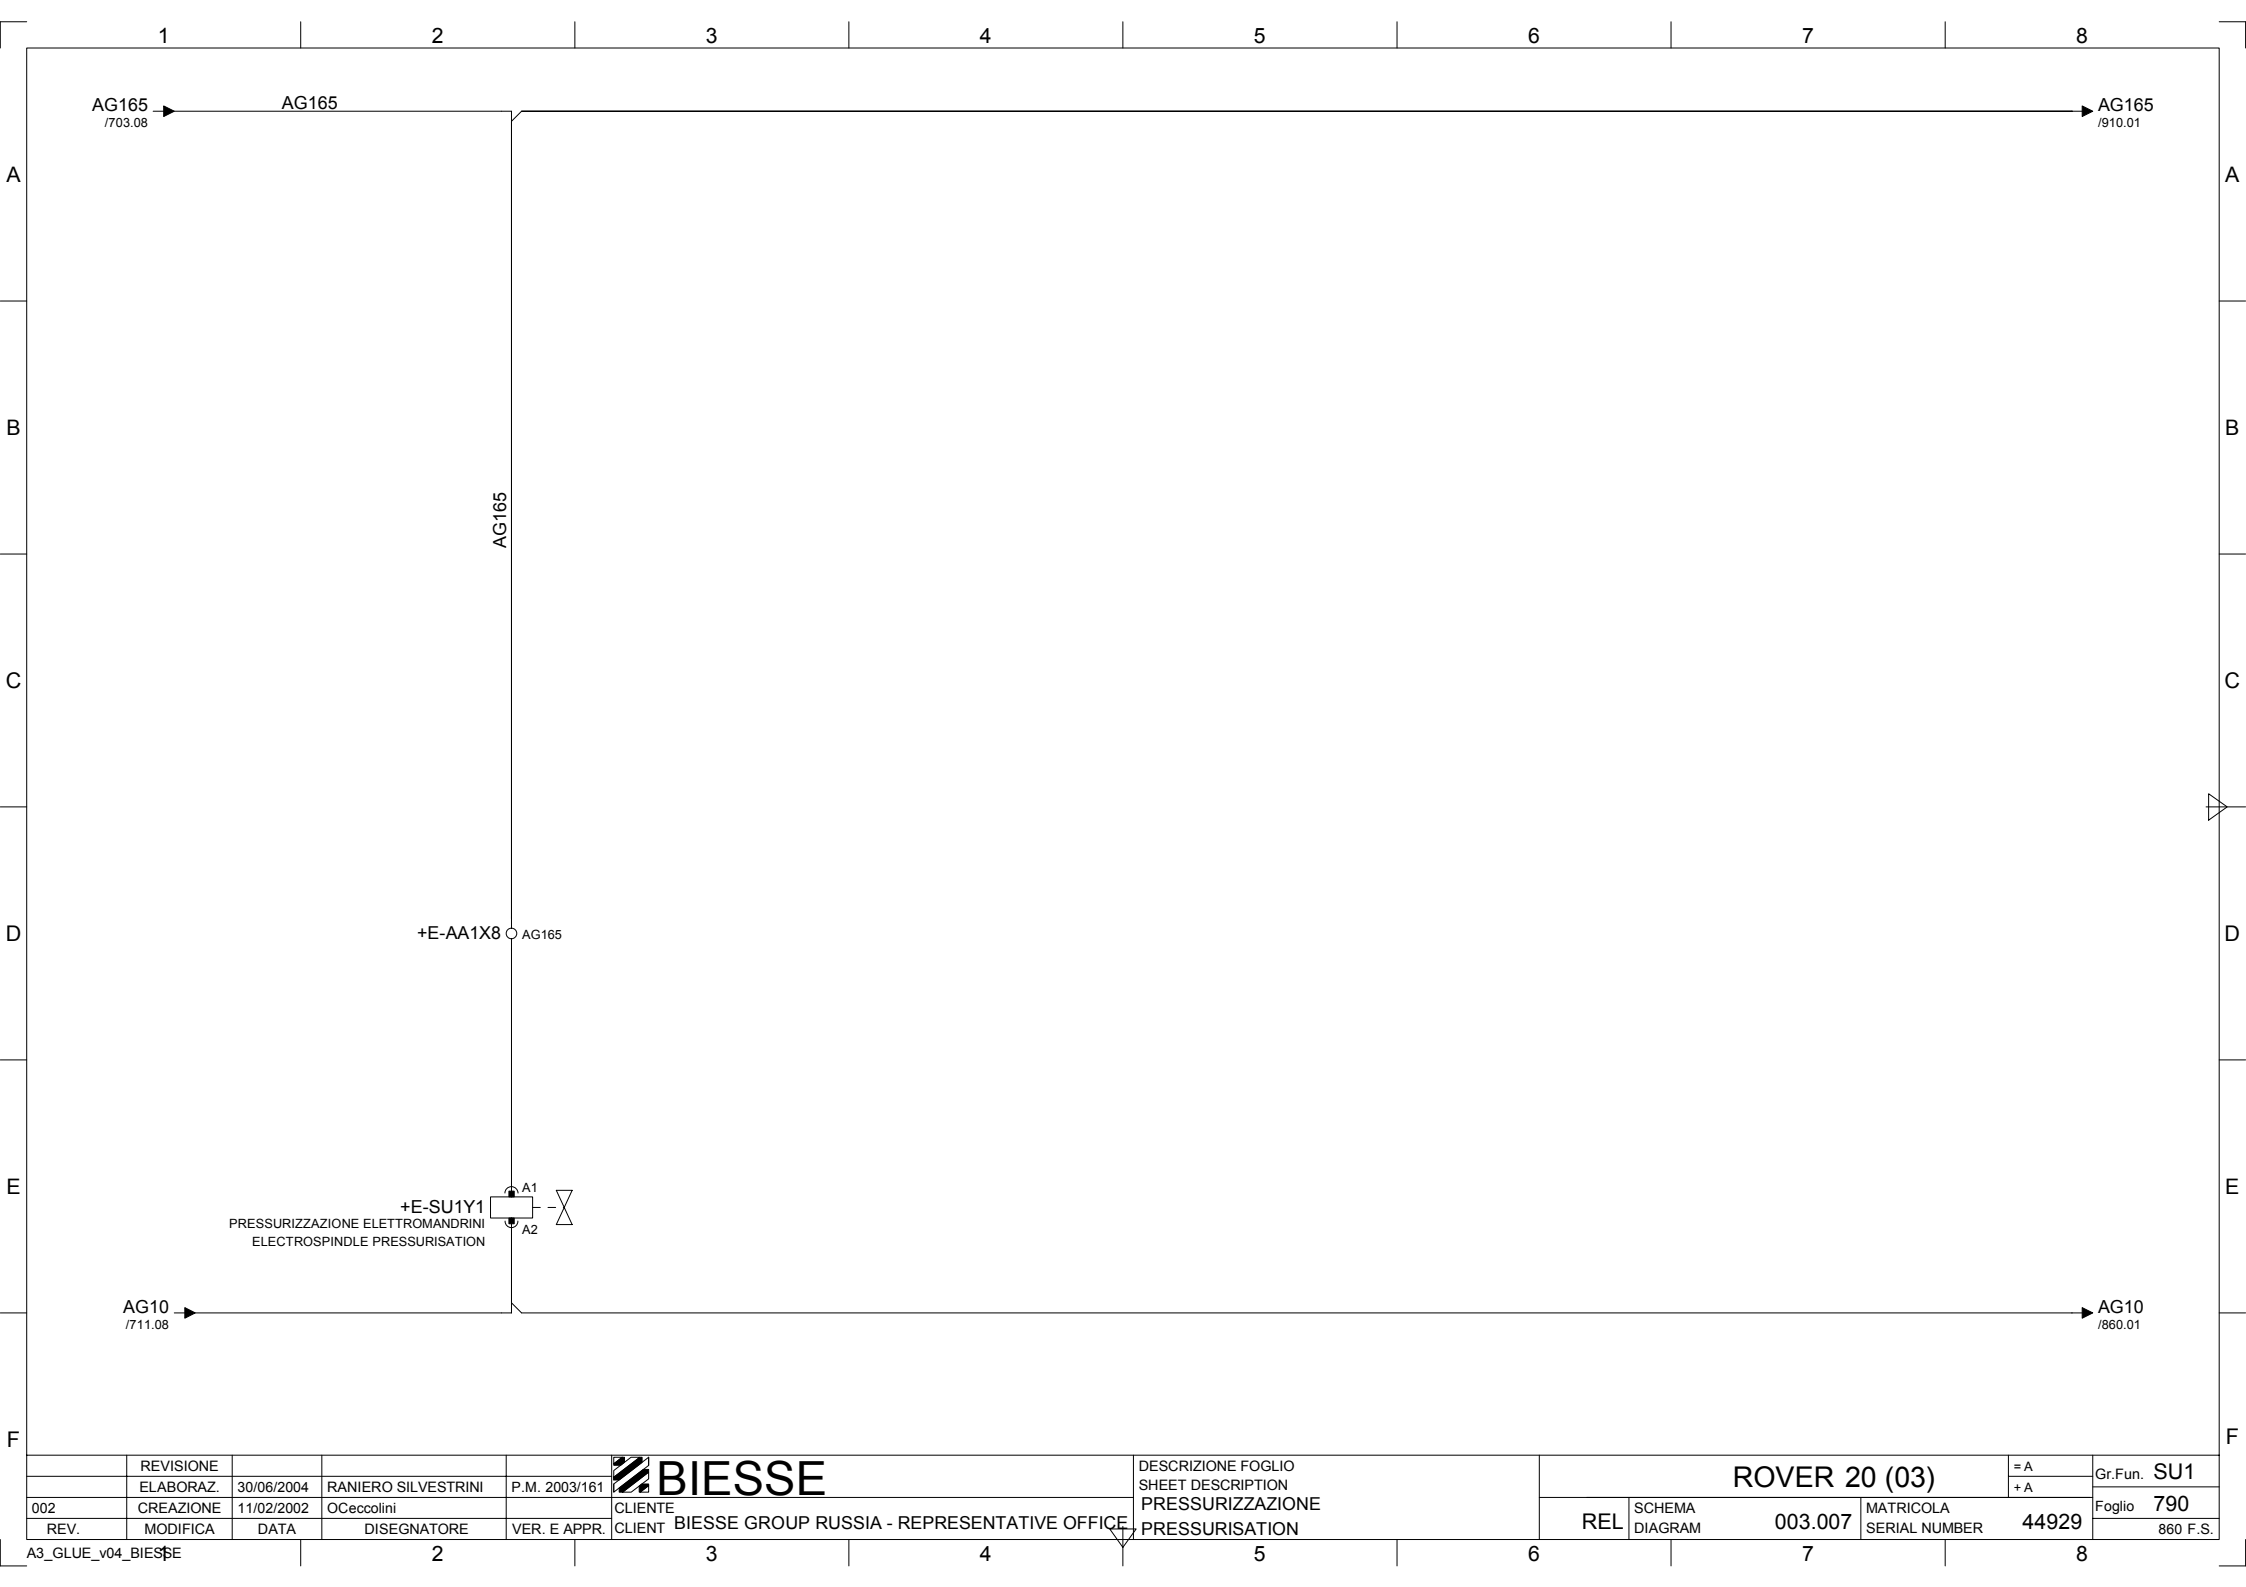 1 2 3 4 5 6 7 8
AG165
/703.08
AG165
AG165
/910.01
A A
B B
AG165
C C
+E-AA1X8 AG165
D D
E E
A1
+E-SU1Y1
PRESSURIZZAZIONE ELETTROMANDRINI
ELECTROSPINDLE PRESSURISATION
A2
AG10
/711.08
AG10
/860.01
F F
REVISIONE
ELABORAZ. 30/06/2004 RANIERO SILVESTRINI P.M. 2003/161
002 CREAZIONE 11/02/2002 OCeccolini
REV. MODIFICA DATA DISEGNATORE VER. E APPR.
BIESSE
CLIENTE
CLIENT BIESSE GROUP RUSSIA - REPRESENTATIVE OFFICE
DESCRIZIONE FOGLIO
SHEET DESCRIPTION
PRESSURIZZAZIONE
PRESSURISATION
ROVER 20 (03)
= A
+ A
Gr.Fun. SU1
REL
SCHEMA
DIAGRAM
003.007
MATRICOLA
SERIAL NUMBER
44929
Foglio 790
860 F.S.
A3_GLUE_v04_BIESSE
1 2 3 4 5 6 7 8